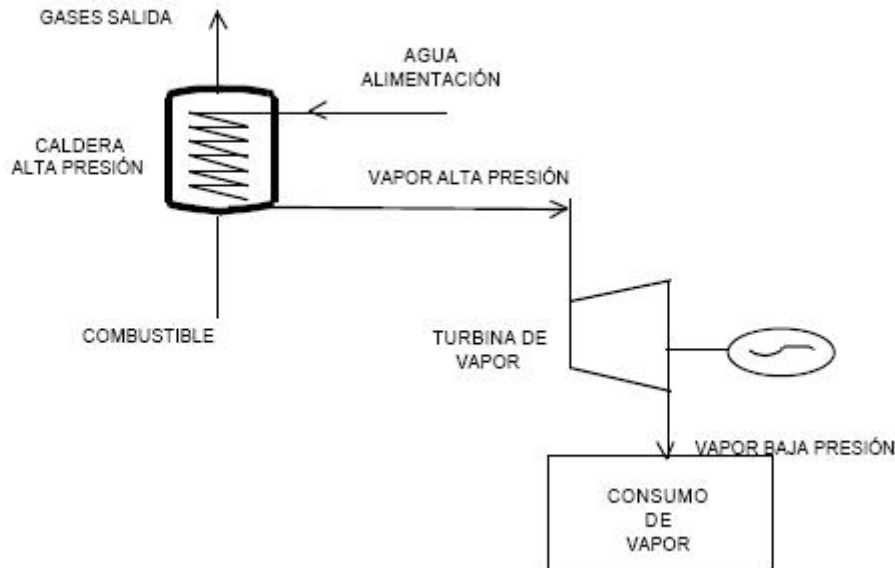 GASES SALIDA
AGUA
ALIMENTACIÓN
CALDERA
ALTA PRESIÓN
VAPOR ALTA PRESIÓN
COMBUSTIBLE
TURBINA DE
VAPOR
VAPOR BAJA PRESIÓN
CONSUMO
DE
VAPOR